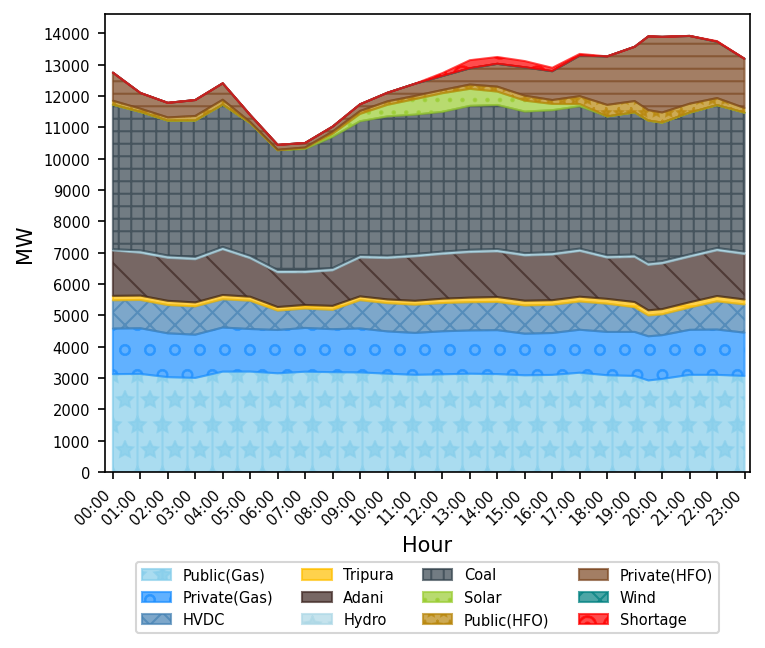 14000
13000
12000
11000
10000
9000
8000
7000
6000
5000
4000
3000
2000
1000
0
MW
00:00 01:00 02:00 03:00 04:00 05:00 06:00 07:00 08:00 09:00 10:00 11:00 12:00 13:00 14:00 15:00 16:00 17:00 18:00 19:00 20:00 21:00 22:00 23:00
Hour
Public(Gas) Tripura Coal Private(HFO)
Private(Gas) Adani Solar Wind
HVDC Hydro Public(HFO) Shortage